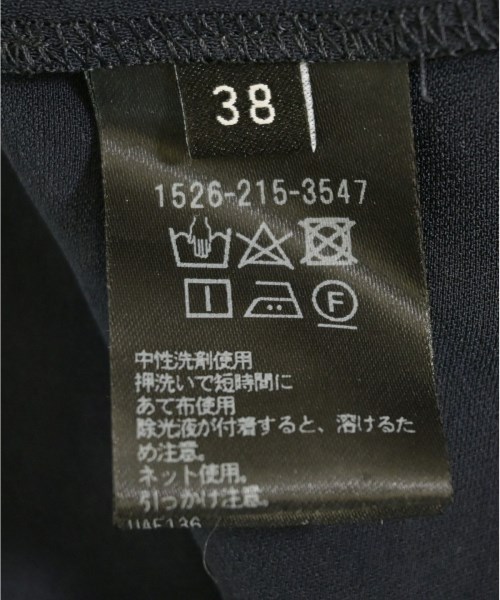 38
1526-215-3547
F
中性洗剤使用
押洗いで短時間に
あて布使用
除光液が付着すると、溶けるた
め注意。
ネット使用。
引っかけ注意。
UAE136